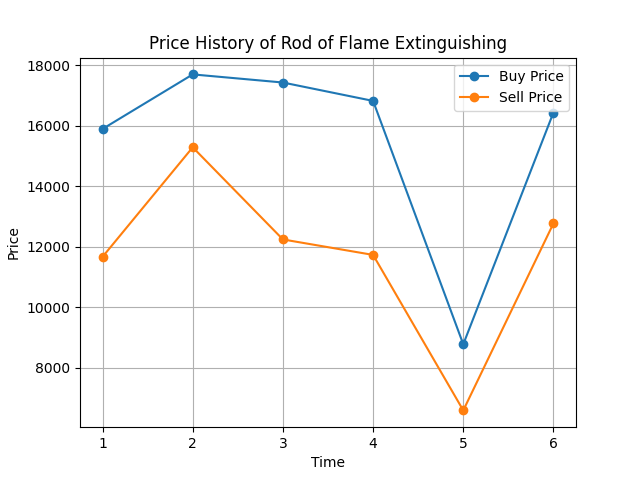 Price History of Rod of Flame Extinguishing
18000
16000
14000
12000
10000
8000
Price
Buy Price
Sell Price
1 2 3 4 5 6
Time